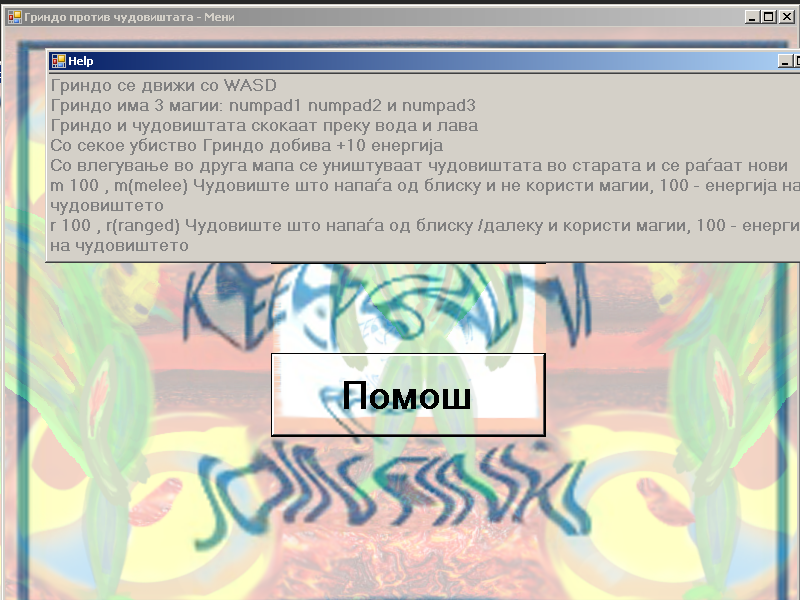 Гриндо против чудовиштата - Мени
Help
Гриндо се движи со WASD
Гриндо има 3 магии: numpad1 numpad2 и numpad3
Гриндо и чудовиштата скокаат преку вода и лава
Со секое убиство Гриндо добива +10 енергија
Со влегување во друга мапа се уништуваат чудовиштата во старата и се раѓаат нови
m 100 , m(melee) Чудовиште што напаѓа од блиску и не користи магии, 100 - енергија на
чудовиштето
r 100 , r(ranged) Чудовиште што напаѓа од блиску /далеку и користи магии, 100 - енерги
на чудовиштето
Помош